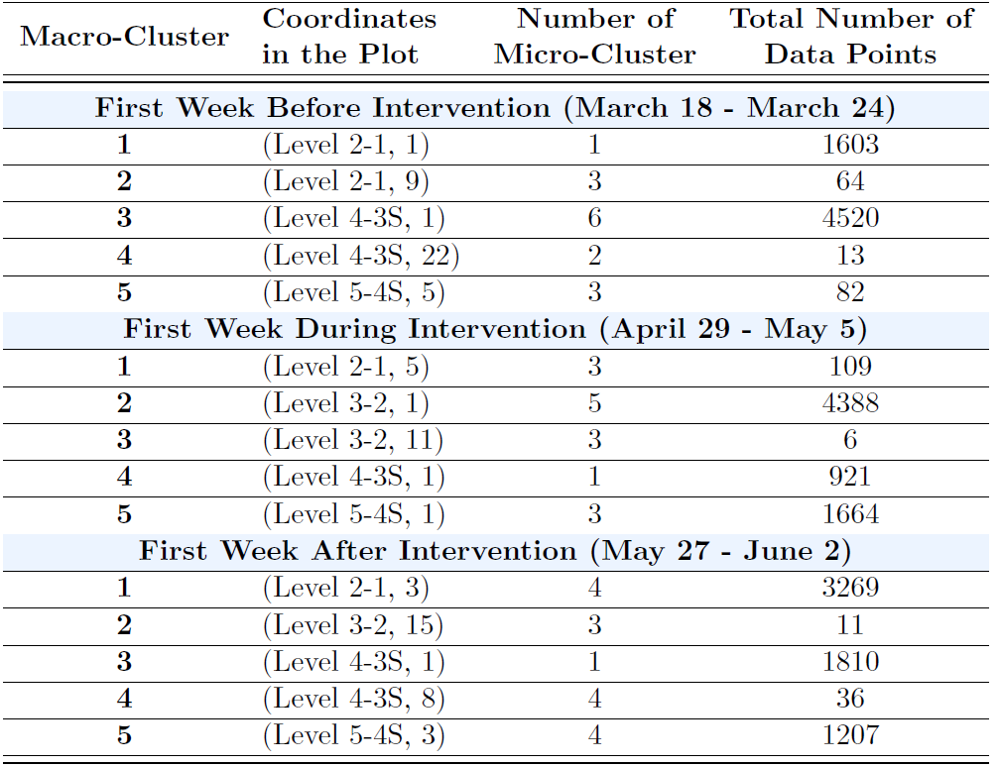 Macro-Cluster Coordinates in the Plot Number of Micro-Cluster Total Number of Data Points
First Week Before Intervention (March 18 - March 24)
1 (Level 2-1, 1) 1 1603
2 (Level 2-1, 9) 3 64
3 (Level 4-3S, 1) 6 4520
4 (Level 4-3S, 22) 2 13
5 (Level 5-4S, 5) 3 82
First Week During Intervention (April 29 - May 5)
1 (Level 2-1, 5) 3 109
2 (Level 3-2, 1) 5 4388
3 (Level 3-2, 11) 3 6
4 (Level 4-3S, 1) 1 921
5 (Level 5-4S, 1) 3 1664
First Week After Intervention (May 27 - June 2)
1 (Level 2-1, 3) 4 3269
2 (Level 3-2, 15) 3 11
3 (Level 4-3S, 1) 1 1810
4 (Level 4-3S, 8) 4 36
5 (Level 5-4S, 3) 4 1207